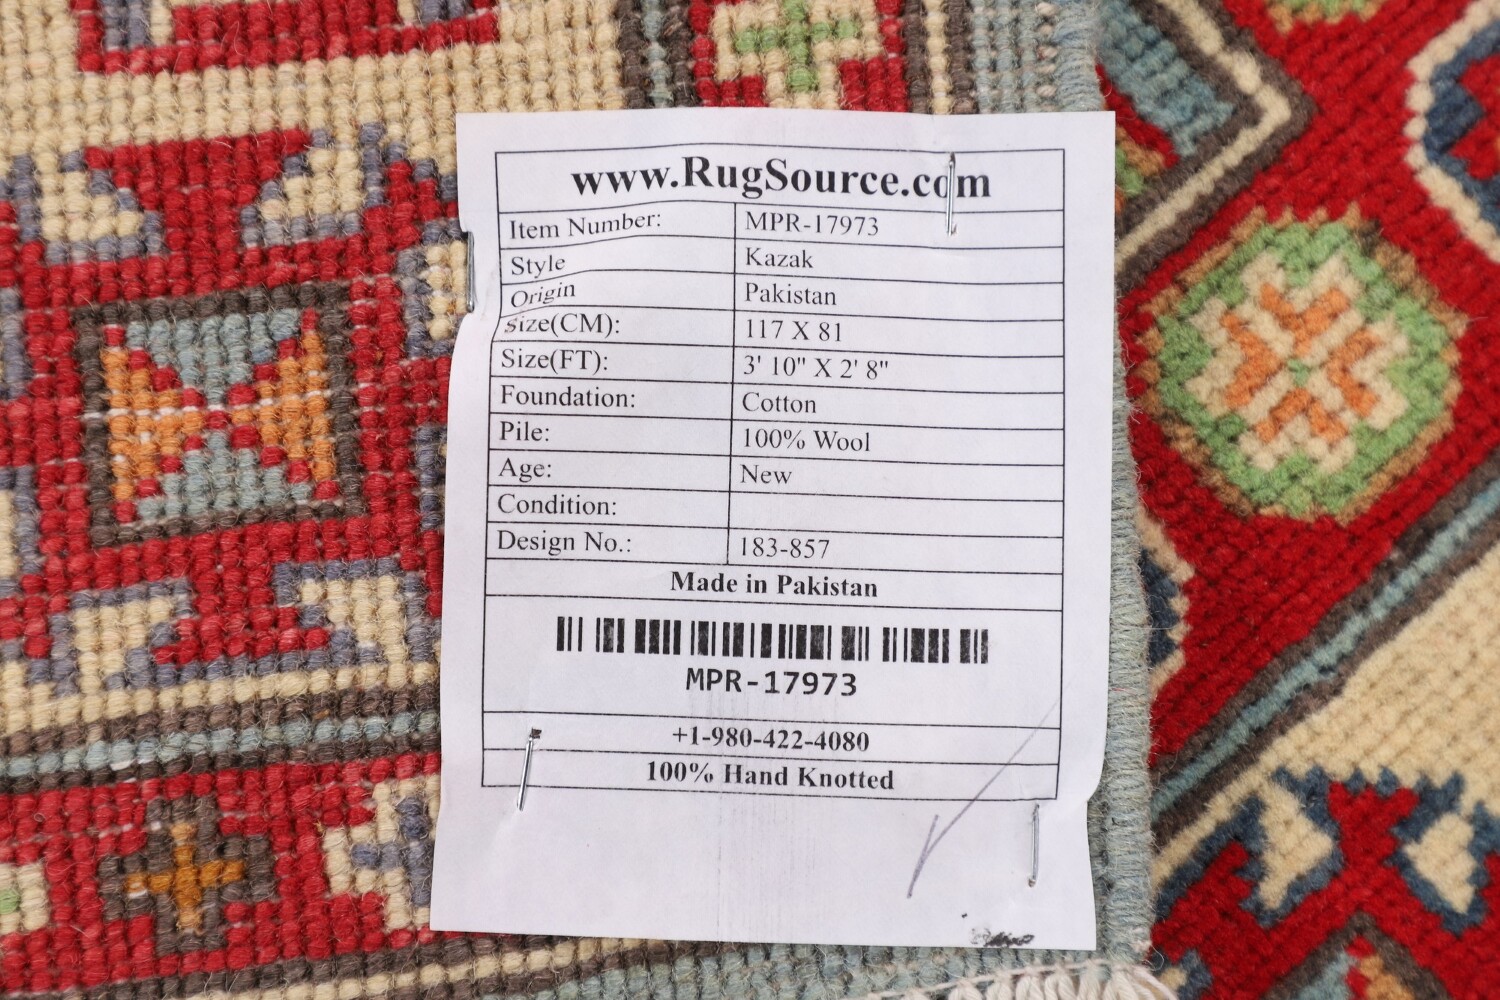 www.RugSource.com
Item Number: MPR-17973
Style Kazak
Origin Pakistan
Size(CM): 117 X 81
Size(FT): 3' 10" X 2' 8"
Foundation: Cotton
Pile: 100% Wool
Age: New
Condition:
Design No.: 183-857
Made in Pakistan
MPR-17973
+1-980-422-4080
100% Hand Knotted